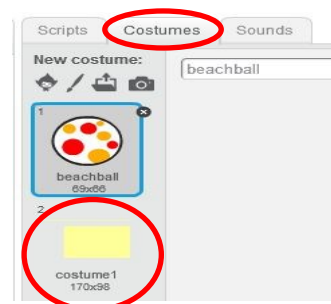 Scripts Costumes Sounds
New costume:
beachball
1
beachball
69x66
2
costume1
170x98